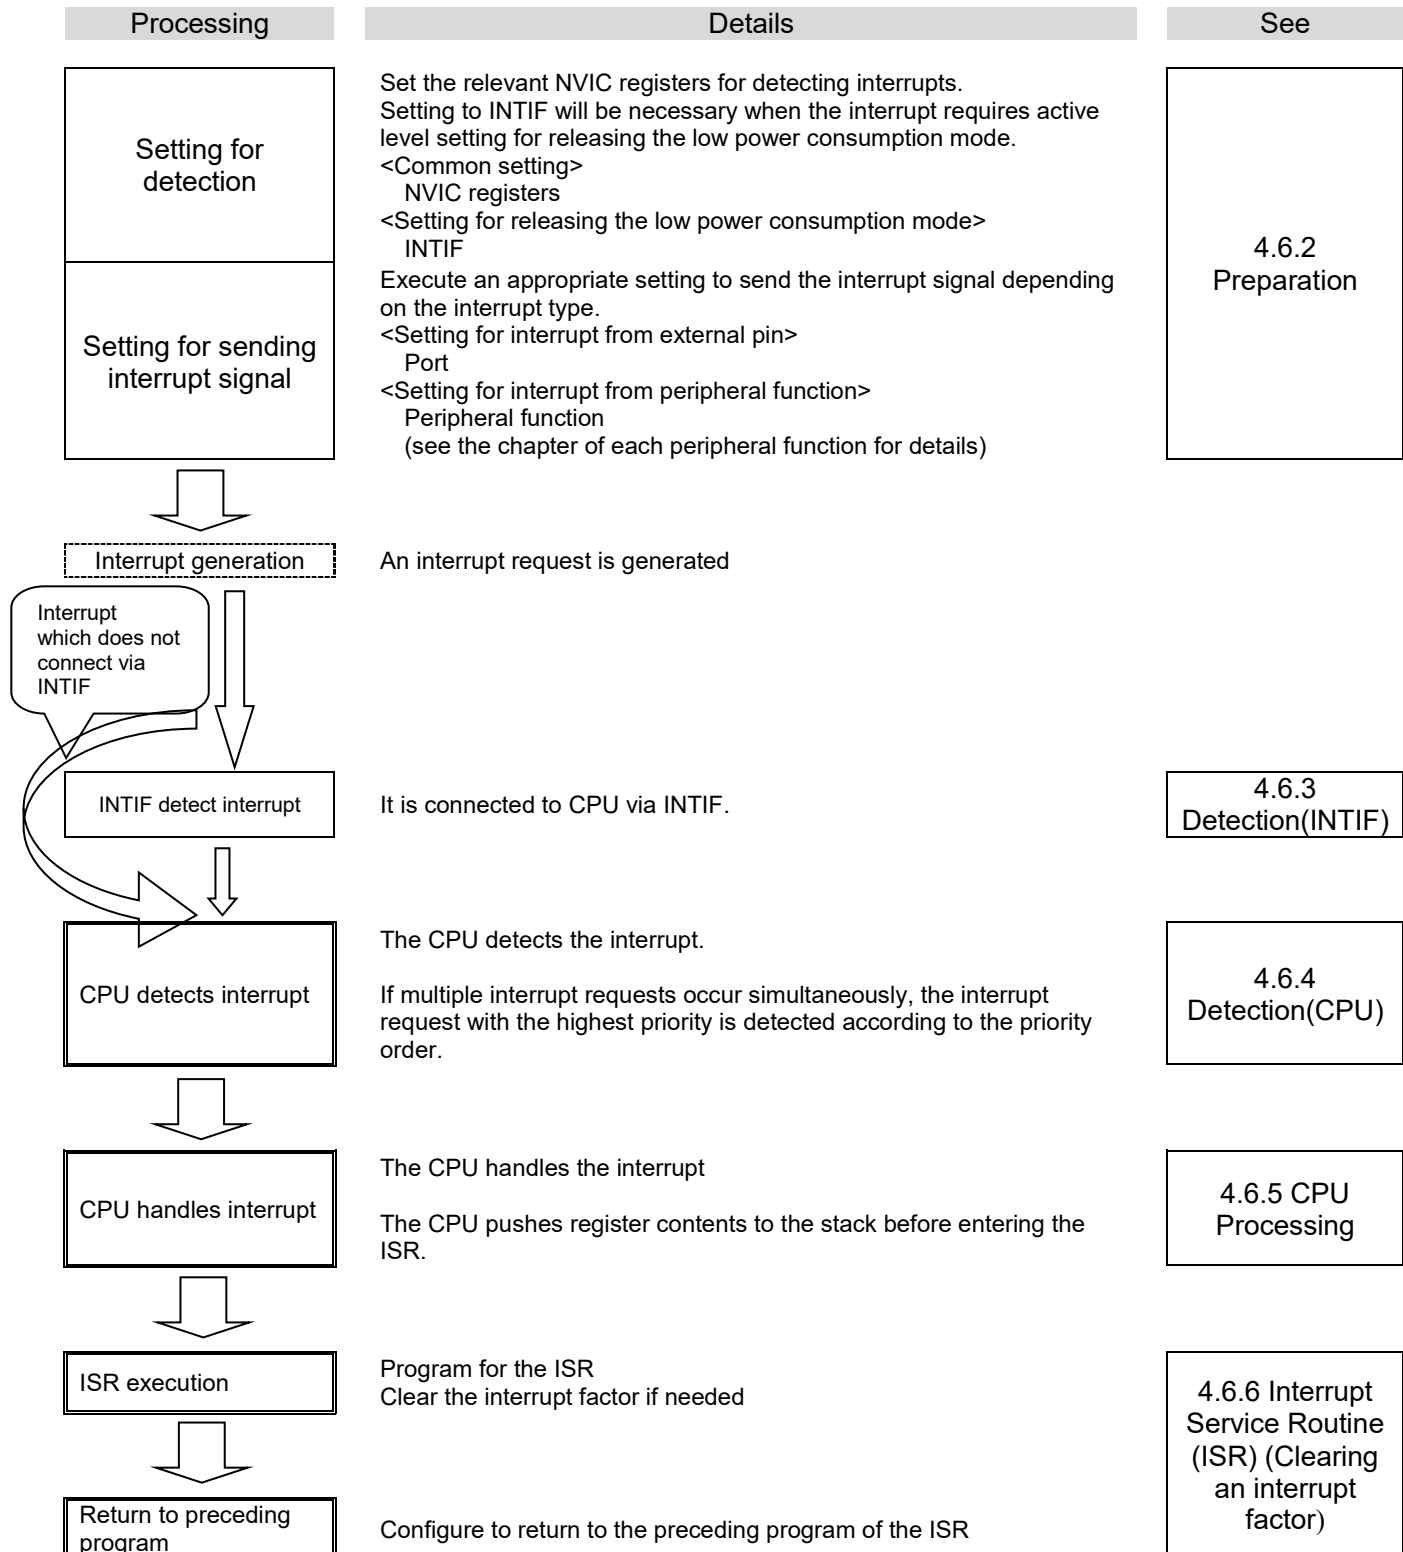 Processing
Details
See
Setting for
detection
Set the relevant NVIC registers for detecting interrupts.
Setting to INTIF will be necessary when the interrupt requires active
level setting for releasing the low power consumption mode.
<Common setting>
NVIC registers
<Setting for releasing the low power consumption mode>
INTIF
4.6.2
Preparation
Setting for sending
interrupt signal
Execute an appropriate setting to send the interrupt signal depending
on the interrupt type.
<Setting for interrupt from external pin>
Port
<Setting for interrupt from peripheral function>
Peripheral function
(see the chapter of each peripheral function for details)
Interrupt generation
An interrupt request is generated
Interrupt
which does not
connect via
INTIF
INTIF detect interrupt
It is connected to CPU via INTIF.
4.6.3
Detection(INTIF)
CPU detects interrupt
The CPU detects the interrupt.
If multiple interrupt requests occur simultaneously, the interrupt
request with the highest priority is detected according to the priority
order.
4.6.4
Detection(CPU)
CPU handles interrupt
The CPU handles the interrupt
The CPU pushes register contents to the stack before entering the
ISR.
4.6.5 CPU
Processing
ISR execution
Program for the ISR
Clear the interrupt factor if needed
4.6.6 Interrupt
Service Routine
(ISR) (Clearing
an interrupt
factor)
Return to preceding
program
Configure to return to the preceding program of the ISR